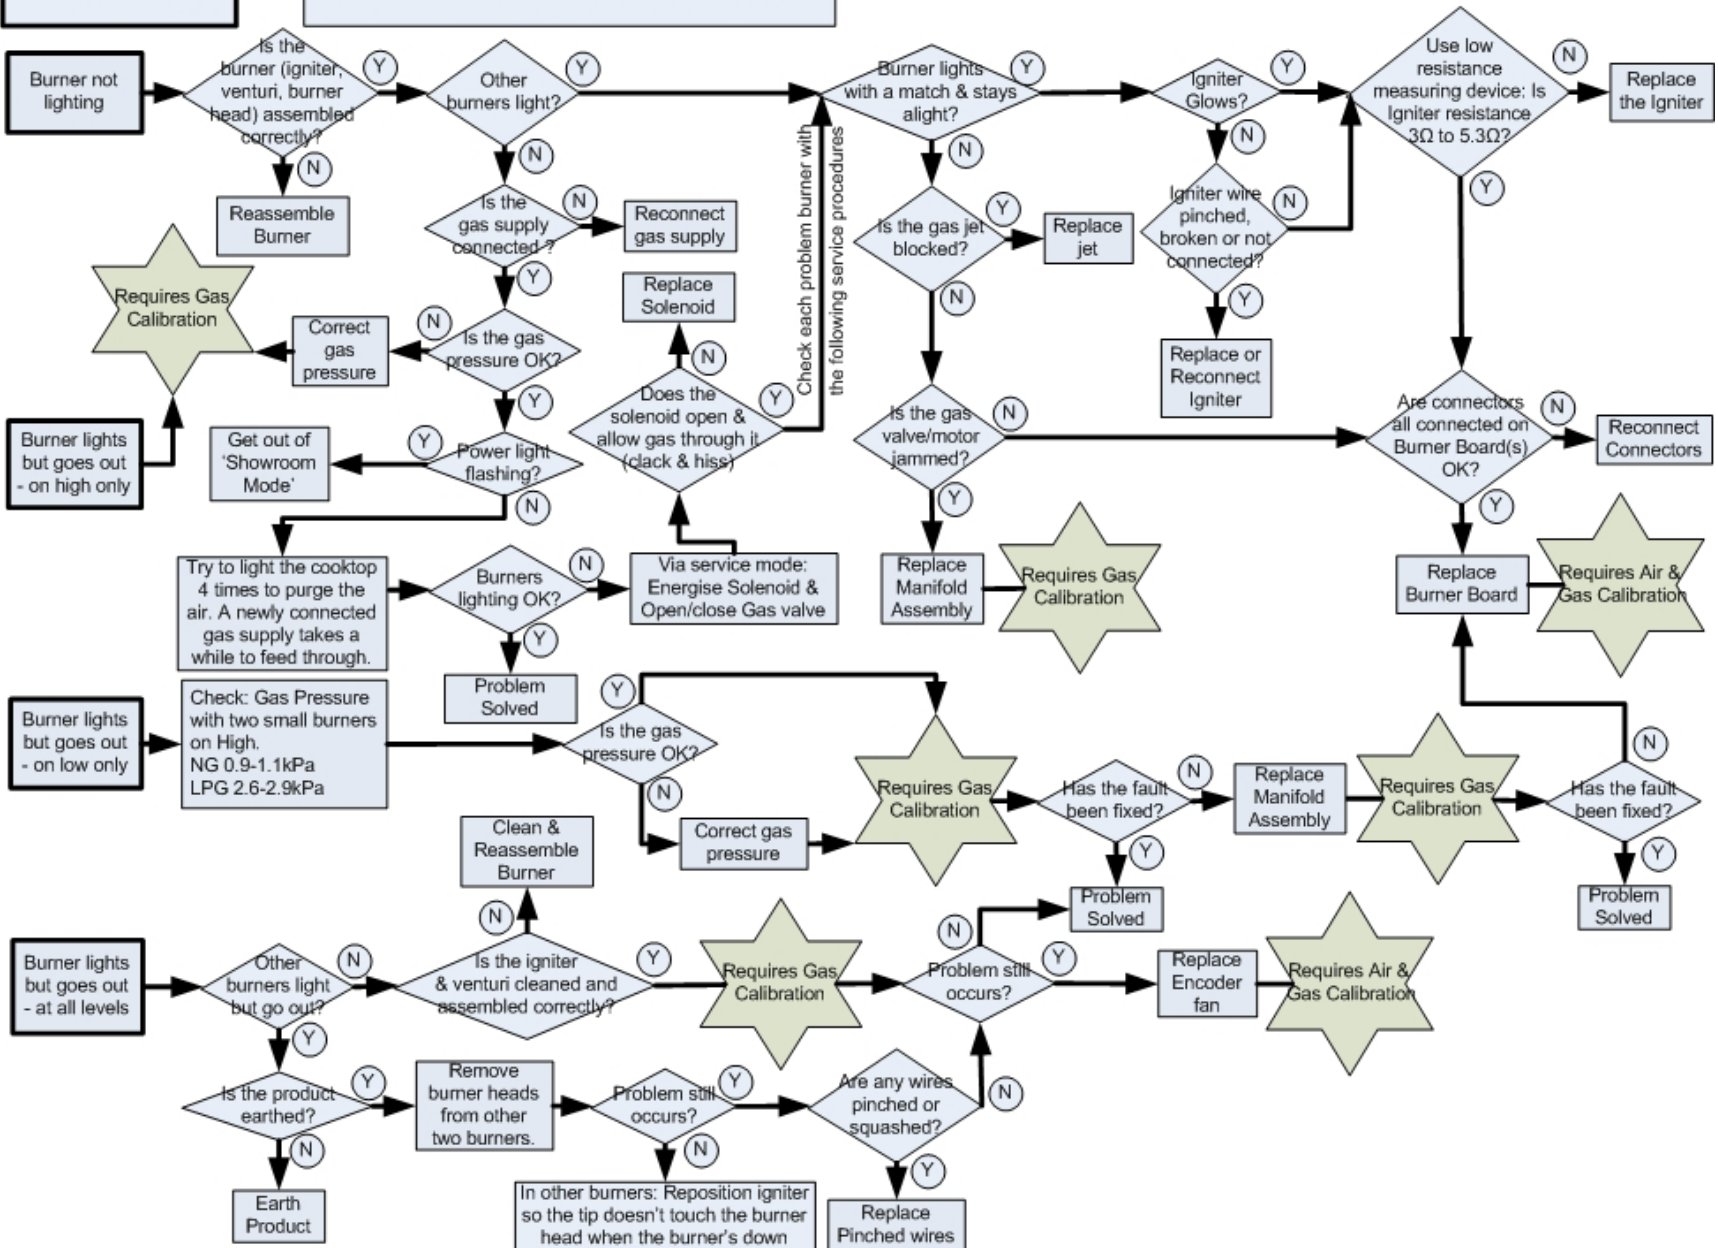 Burner not
lighting
Is the
burner (igniter,
venturi, burner
head) assembled
correctly?
Y
N
Reassemble
Burner
Other
burners light?
Y
N
Is the
gas supply
connected ?
N
Reconnect
gas supply
Y
Is the gas
pressure OK?
N
Correct
gas
pressure
Requires Gas
Calibration
Y
Power light
flashing?
Y
Get out of
'Showroom
Mode'
N
Try to light the cooktop
4 times to purge the
air. A newly connected
gas supply takes a
while to feed through.
Burners
lighting OK?
N
Y
Problem
Solved
Via service mode:
Energise Solenoid &
Open/close Gas valve
Does the
solenoid open &
allow gas through it
(clack & hiss)
N
Replace
Solenoid
Y
Check each problem burner with
the following service procedures
Burner lights
with a match & stays
alight?
Y
N
Is the gas jet
blocked?
Y
Replace
jet
N
Is the gas
valve/motor
jammed?
N
Y
Replace
Manifold
Assembly
Requires Gas
Calibration
Igniter
Glows?
Y
N
Igniter wire
pinched,
broken or not
connected?
N
Y
Replace or
Reconnect
Igniter
Use low
resistance
measuring device: Is
Igniter resistance
3Ω to 5.3Ω?
N
Replace
the Igniter
Y
Are connectors
all connected on
Burner Board(s)
OK?
N
Reconnect
Connectors
Y
Replace
Burner Board
Requires Air &
Gas Calibration
Burner lights
but goes out
- on high only
Burner lights
but goes out
- on low only
Check: Gas Pressure
with two small burners
on High.
NG 0.9-1.1kPa
LPG 2.6-2.9kPa
Is the gas
pressure OK?
Y
N
Correct gas
pressure
Requires Gas
Calibration
Has the fault
been fixed?
N
Y
Problem
Solved
Replace
Manifold
Assembly
Requires Gas
Calibration
Has the fault
been fixed?
N
Y
Problem
Solved
Burner lights
but goes out
- at all levels
Other
burners light
but go out?
N
Y
Is the igniter
& venturi cleaned and
assembled correctly?
N
Clean &
Reassemble
Burner
Y
Requires Gas
Calibration
Problem still
occurs?
N
Y
Replace
Encoder
fan
Requires Air &
Gas Calibration
Is the product
earthed?
Y
N
Earth
Product
Remove
burner heads
from other
two burners.
Problem still
occurs?
Y
N
In other burners: Reposition igniter
so the tip doesn't touch the burner
head when the burner's down
Are any wires
pinched or
squashed?
N
Y
Replace
Pinched wires